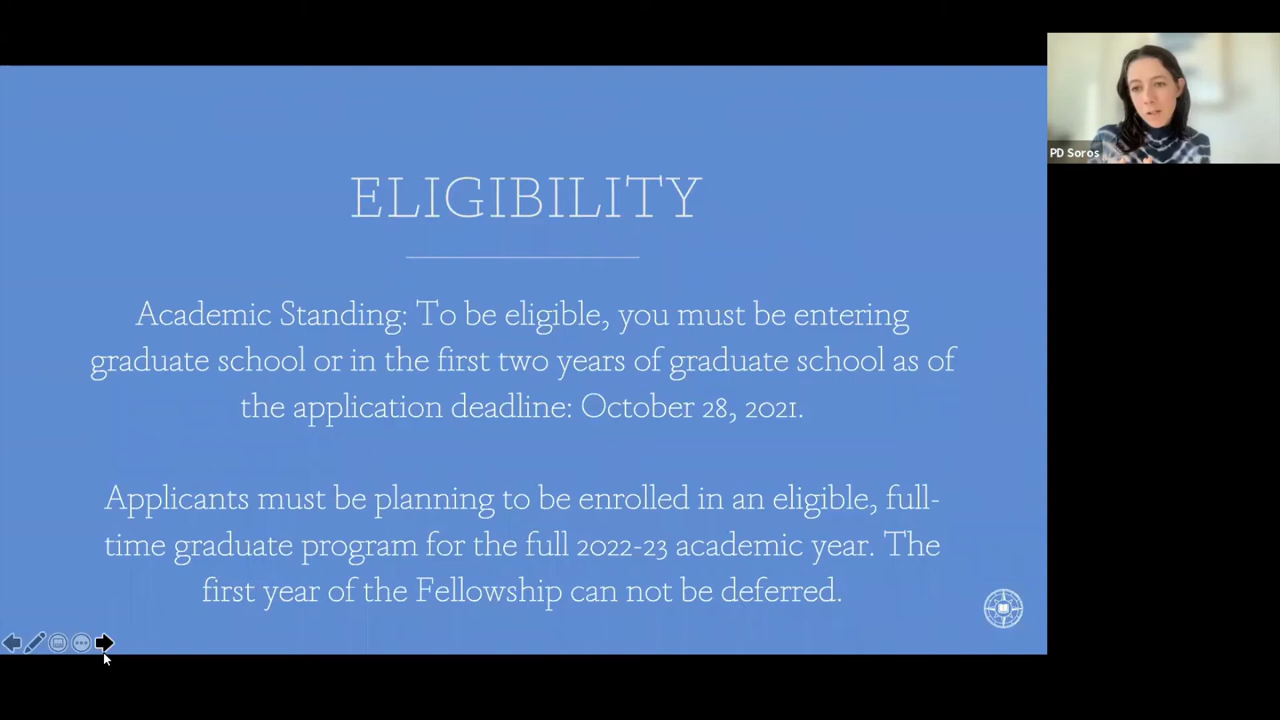 ELIGIBILITY
Academic Standing: To be eligible, you must be entering
graduate school or in the first two years of graduate school as of
the application deadline: October 28, 2021.
Applicants must be planning to be enrolled in an eligible, full-
time graduate program for the full 2022-23 academic year. The
first year of the Fellowship can not be deferred.
PD Soros